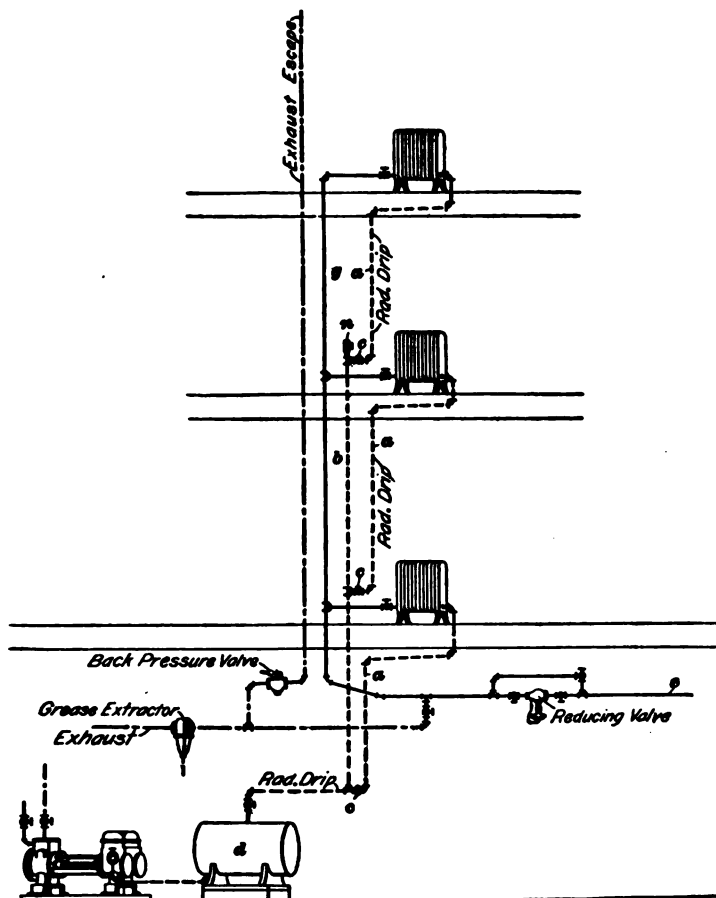 Exhaust Escape
g
a
Rad. Drip
n
c
a
b
Rad. Drip
c
Back Pressure Valve
a
e
Grease Extractor
Exhaust
Reducing Valve
Rad. Drip
c
d